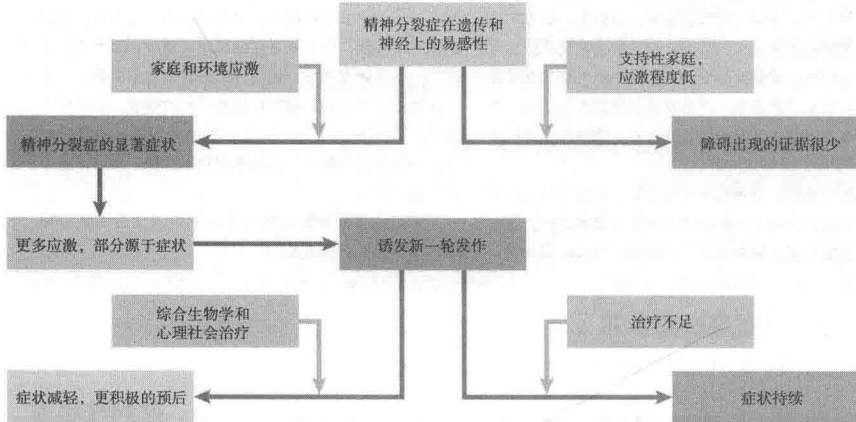 精神分裂症在遗传和
神经上的易感性
家庭和环境应激
支持性家庭，
应激程度低
精神分裂症的显著症状
障碍出现的证据很少
更多应激，部分源于症状
诱发新一轮发作
综合生物学和
心理社会治疗
治疗不足
症状减轻，更积极的预后
症状持续